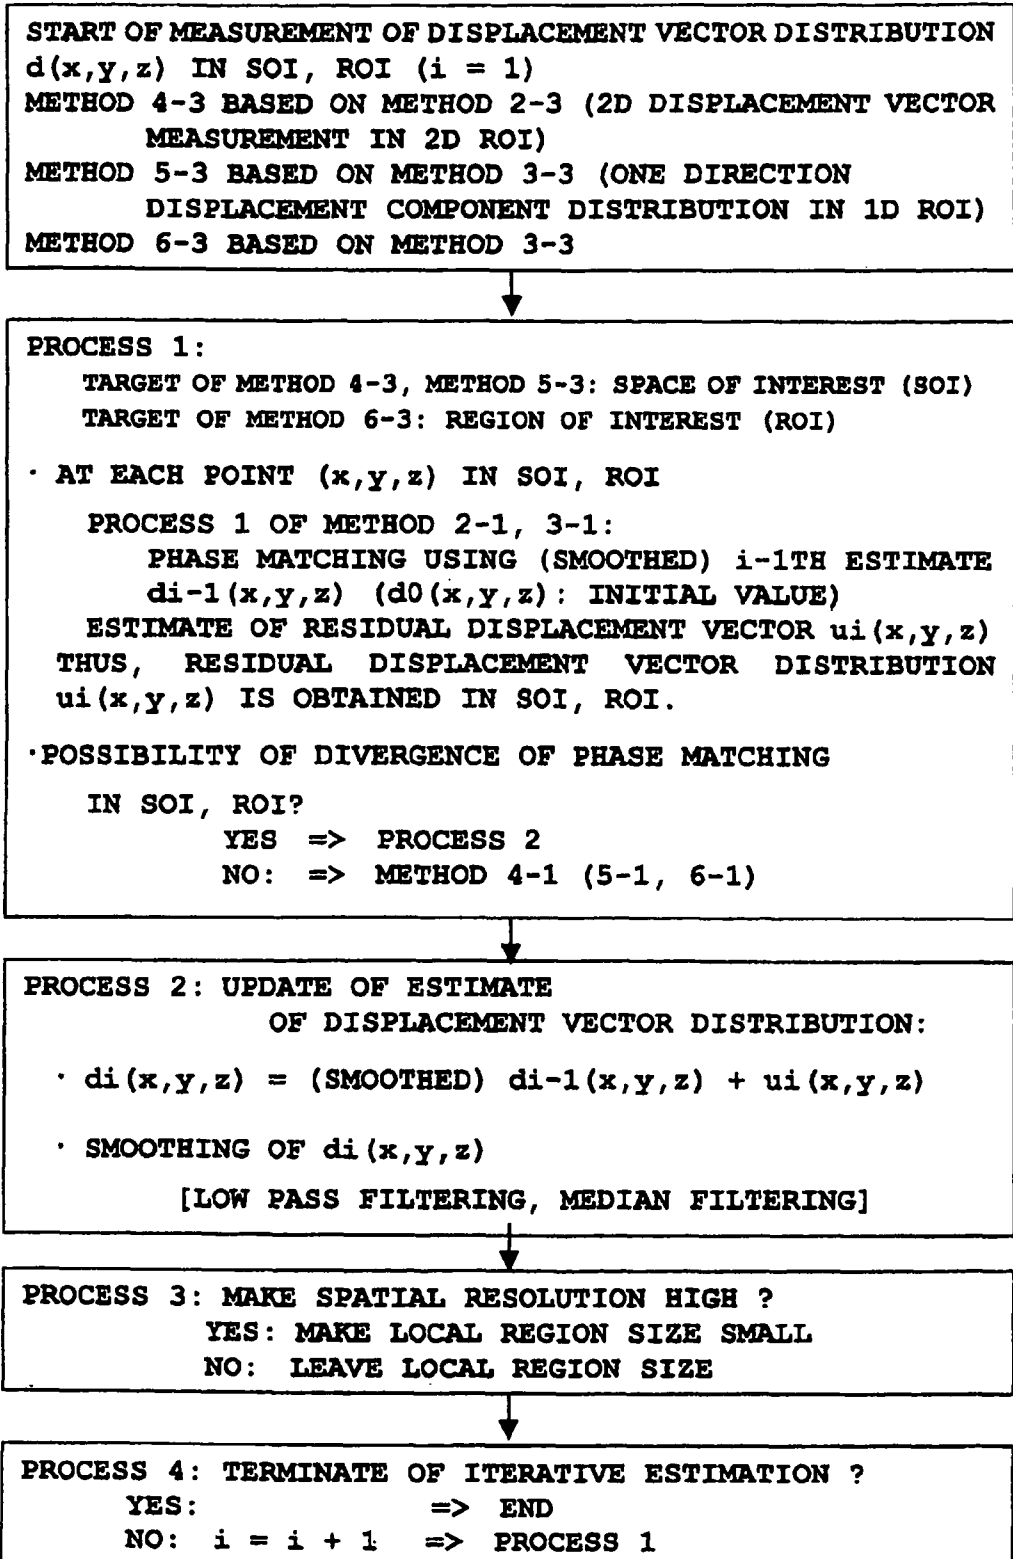 START OF MEASUREMENT OF DISPLACEMENT VECTOR DISTRIBUTION
d(x,y,z) IN SOI, ROI (i = 1)
METHOD 4-3 BASED ON METHOD 2-3 (2D DISPLACEMENT VECTOR
MEASUREMENT IN 2D ROI)
METHOD 5-3 BASED ON METHOD 3-3 (ONE DIRECTION
DISPLACEMENT COMPONENT DISTRIBUTION IN 1D ROI)
METHOD 6-3 BASED ON METHOD 3-3
PROCESS 1:
TARGET OF METHOD 4-3, METHOD 5-3: SPACE OF INTEREST (SOI)
TARGET OF METHOD 6-3: REGION OF INTEREST (ROI)
· AT EACH POINT (x,y,z) IN SOI, ROI
PROCESS 1 OF METHOD 2-1, 3-1:
PHASE MATCHING USING (SMOOTHED) i-1TH ESTIMATE
di-1(x,y,z) (d0(x,y,z): INITIAL VALUE)
ESTIMATE OF RESIDUAL DISPLACEMENT VECTOR ui(x,y,z)
THUS, RESIDUAL DISPLACEMENT VECTOR DISTRIBUTION
ui(x,y,z) IS OBTAINED IN SOI, ROI.
·POSSIBILITY OF DIVERGENCE OF PHASE MATCHING
IN SOI, ROI?
YES => PROCESS 2
NO: => METHOD 4-1 (5-1, 6-1)
PROCESS 2: UPDATE OF ESTIMATE
OF DISPLACEMENT VECTOR DISTRIBUTION:
· di(x,y,z) = (SMOOTHED) di-1(x,y,z) + ui(x,y,z)
· SMOOTHING OF di(x,y,z)
[LOW PASS FILTERING, MEDIAN FILTERING]
PROCESS 3: MAKE SPATIAL RESOLUTION HIGH ?
YES: MAKE LOCAL REGION SIZE SMALL
NO: LEAVE LOCAL REGION SIZE
PROCESS 4: TERMINATE OF ITERATIVE ESTIMATION ?
YES: => END
NO: i = i + 1 => PROCESS 1